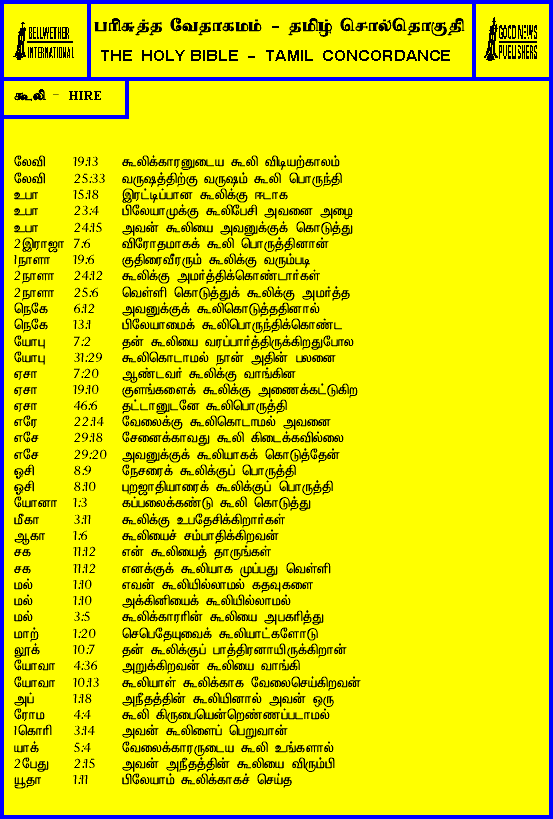 BELLWETHER INTERNATIONAL
பரிசுத்த வேதாகமம் - தமிழ் சொல்தொகுதி
THE HOLY BIBLE - TAMIL CONCORDANCE
GOOD NEWS PUBLISHERS
கூலி - HIRE
லேவி 19:13 கூலிக்காரனுடைய கூலி விடியற்காலம்
லேவி 25:33 வருஷத்திற்கு வருஷம் கூலி பொருந்தி
உபா 15:18 இரட்டிப்பான கூலிக்கு ஈடாக
உபா 23:4 பிலேயாமுக்கு கூலிபேசி அவனை அழை
உபா 24:15 அவன் கூலியை அவனுக்குக் கொடுத்து
2இராஜா 7:6 விரோதமாகக் கூலி பொருத்தினான்
1நாளா 19:6 குதிரைவீரரும் கூலிக்கு வரும்படி
2நாளா 24:12 கூலிக்கு அமர்த்திக்கொண்டார்கள்
2நாளா 25:6 வெள்ளி கொடுத்துக் கூலிக்கு அமர்த்த
நெகே 6:12 அவனுக்குக் கூலிகொடுத்ததினால்
நெகே 13:1 பிலேயாமைக் கூலிபொருந்திக்கொண்ட
யோபு 7:2 தன் கூலியை வரப்பார்த்திருக்கிறதுபோல
யோபு 31:29 கூலிகொடாமல் நான் அதின் பலனை
ஏசா 7:20 ஆண்டவர் கூலிக்கு வாங்கின
ஏசா 19:10 குளங்களைக் கூலிக்கு அணைக்கட்டுகிற
ஏசா 46:6 தட்டானுடனே கூலிபொருத்தி
எரே 22:14 வேலைக்கு கூலிகொடாமல் அவனை
எசே 29:18 சேனைக்காவது கூலி கிடைக்கவில்லை
எசே 29:20 அவனுக்குக் கூலியாகக் கொடுத்தேன்
ஓசி 8:9 நேசரைக் கூலிக்குப் பொருத்தி
ஓசி 8:10 புறஜாதியாரைக் கூலிக்குப் பொருத்தி
யோனா 1:3 கப்பலைக்கண்டு கூலி கொடுத்து
மீகா 3:11 கூலிக்கு உபதேசிக்கிறார்கள்
ஆகா 1:6 கூலியைச் சம்பாதிக்கிறவன்
சக 11:12 என் கூலியைத் தாருங்கள்
சக 11:12 எனக்குக் கூலியாக முப்பது வெள்ளி
மல் 1:10 எவன் கூலியில்லாமல் கதவுகளை
மல் 1:10 அக்கினியைக் கூலியில்லாமல்
மல் 3:5 கூலிக்காரரின் கூலியை அபகரித்து
மாற் 1:20 செபெதேயுவைக் கூலியாட்களோடு
லூக் 10:7 தன் கூலிக்குப் பாத்திரனாயிருக்கிறான்
யோவா 4:36 அறுக்கிறவன் கூலியை வாங்கி
யோவா 10:13 கூலியாள் கூலிக்காக வேலைசெய்கிறவன்
அப் 1:18 அநீதத்தின் கூலியினால் அவன் ஒரு
ரோம 4:4 கூலி கிருபையென்றெண்ணப்படாமல்
1கொரி 3:14 அவன் கூலிளைப் பெறுவான்
யாக் 5:4 வேலைக்காரருடைய கூலி உங்களால்
2பேது 2:15 அவன் அநீதத்தின் கூலியை விரும்பி
யூதா 1:11 பிலேயாம் கூலிக்காகச் செய்த